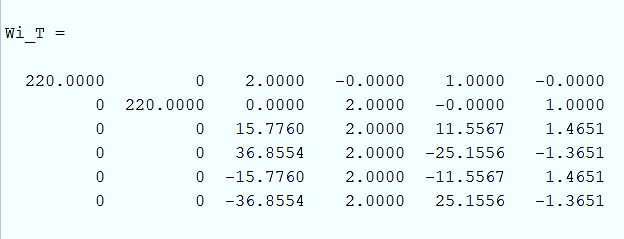 Wi_T =
220.0000 0 2.0000 -0.0000 1.0000 -0.0000
0 220.0000 0.0000 2.0000 -0.0000 1.0000
0 0 15.7760 2.0000 11.5567 1.4651
0 0 36.8554 2.0000 -25.1556 -1.3651
0 0 -15.7760 2.0000 -11.5567 1.4651
0 0 -36.8554 2.0000 25.1556 -1.3651